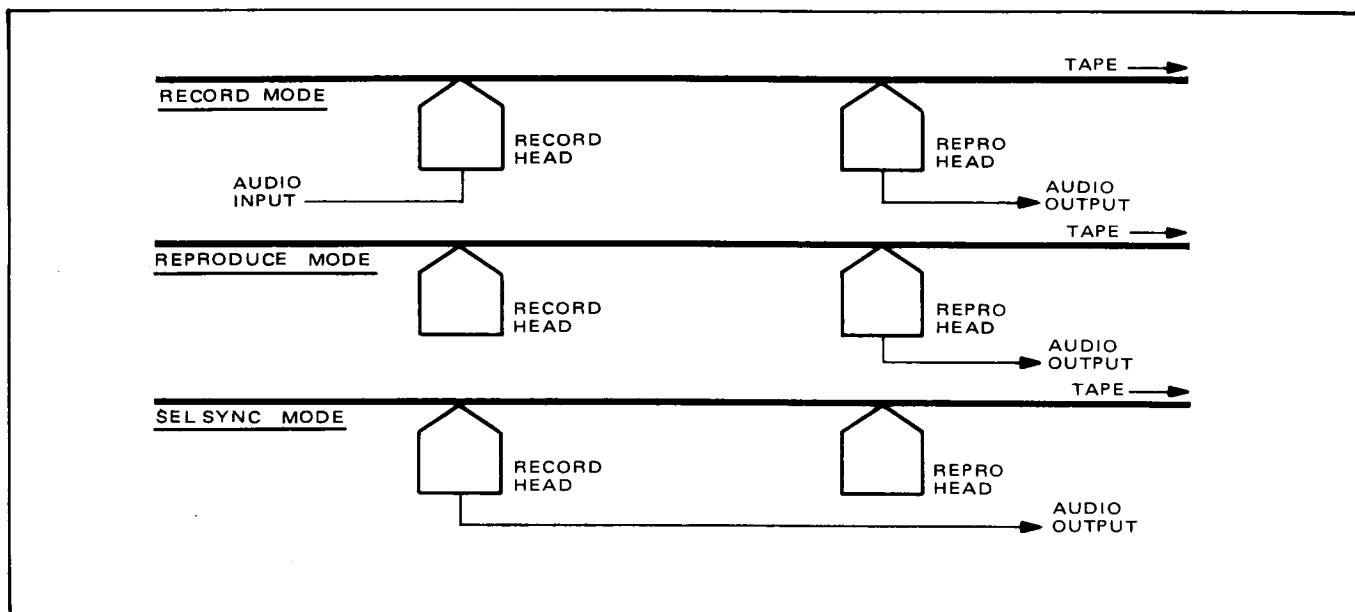 TAPE
RECORD MODE
RECORD
HEAD
REPRO
HEAD
AUDIO
INPUT
AUDIO
OUTPUT
TAPE
REPRODUCE MODE
RECORD
HEAD
REPRO
HEAD
AUDIO
OUTPUT
TAPE
SEL SYNC MODE
RECORD
HEAD
REPRO
HEAD
AUDIO
OUTPUT